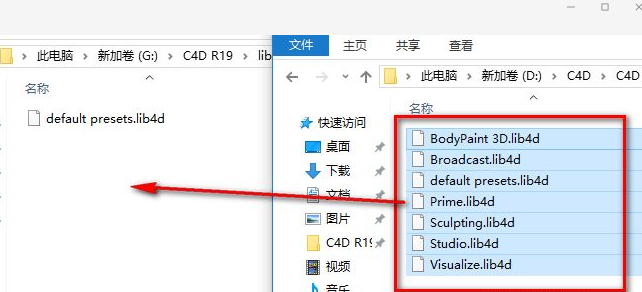 此电脑 > 新加卷 (G:) > C4D R19 > lib
名称
default presets.lib4d
文件 主页 共享 查看
此电脑 > 新加卷 (D:) > C4D > C4D
名称
快速访问
桌面
下载
文档
图片
C4D R19
视频
音乐
BodyPaint 3D.lib4d
Broadcast.lib4d
default presets.lib4d
Prime.lib4d
Sculpting.lib4d
Studio.lib4d
Visualize.lib4d